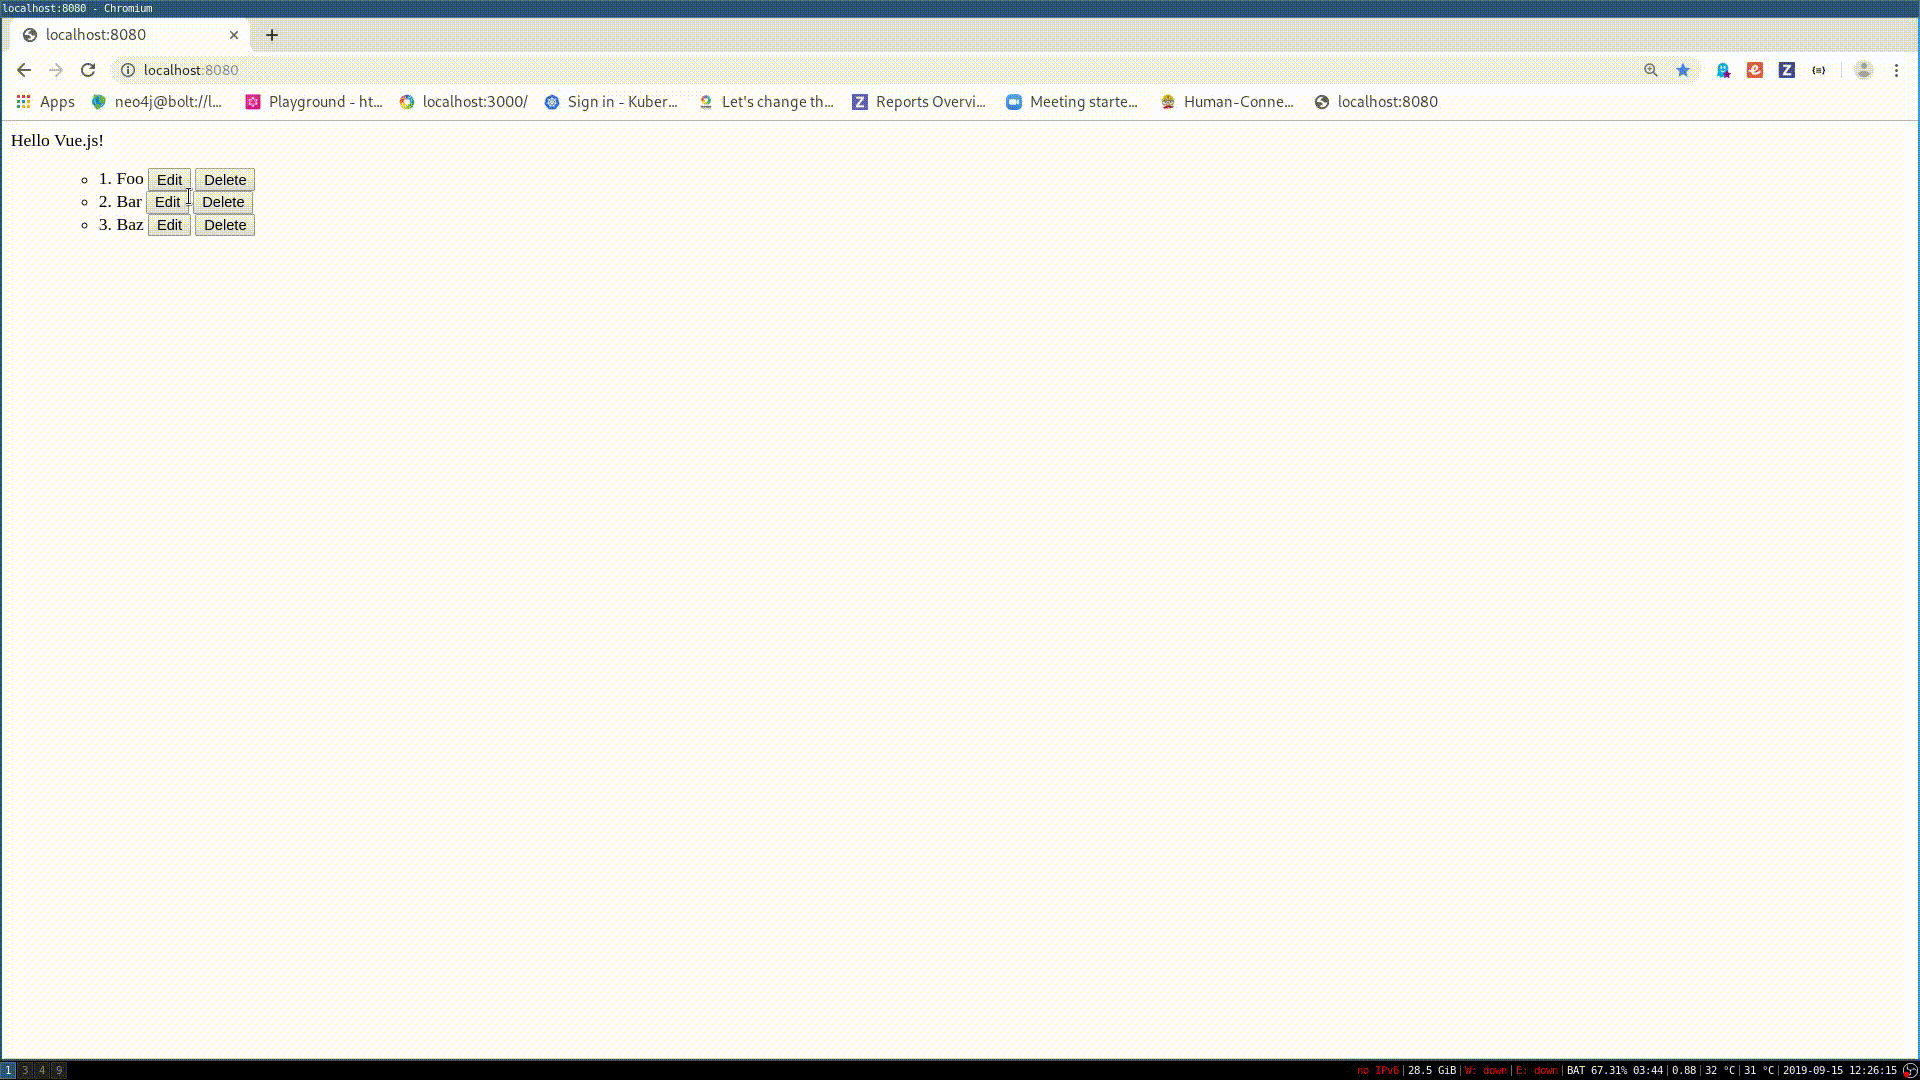 localhost:8080 - Chromium
localhost:8080
localhost:8080
Apps neo4j@bolt://l... Playground - ht... localhost:3000/ Sign in - Kuber... Let's change th... Z Reports Overvi... Meeting starte... Human-Conne... localhost:8080
Hello Vue.js!
1. Foo Edit Delete
2. Bar Edit Delete
3. Baz Edit Delete
1 3 4 9 no IPv6|28.5 GiB|W: down|E: down|BAT 67.31% 03:44|0.88|32 °C|31 °C|2019-09-15 12:26:15